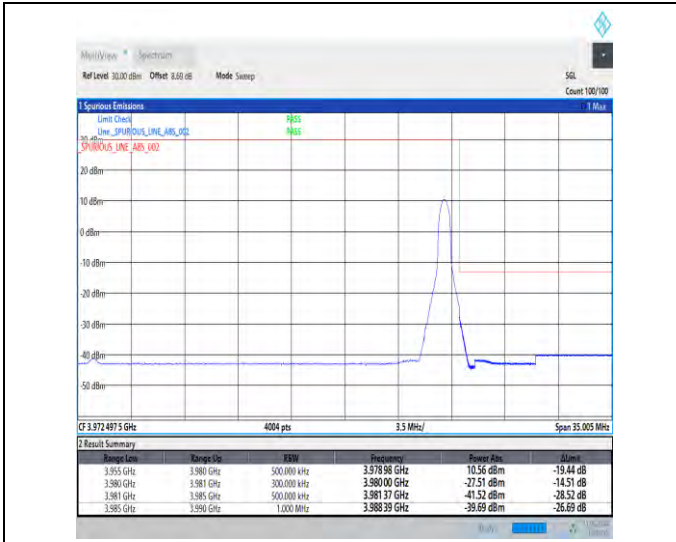 MultiView Spectrum
Ref Level 30.00 dBm Offset 8.69 dB Mode Sweep SGL
Count 100/100
1 Spurious Emissions 1 Max
Limit Check PASS
Line _SPURIOUS_LINE_ABS_002 PASS
30 dBm
_SPURIOUS_LINE_ABS_002
20 dBm
10 dBm
0 dBm
-10 dBm
-20 dBm
-30 dBm
-40 dBm
-50 dBm
CF 3.972 497 5 GHz 4004 pts 3.5 MHz/ Span 35.005 MHz
2 Result Summary
Range Low Range Up RBW Frequency Power Abs ΔLimit
3.955 GHz 3.980 GHz 500.000 kHz 3.978 98 GHz 10.56 dBm -19.44 dB
3.980 GHz 3.981 GHz 300.000 kHz 3.980 00 GHz -27.51 dBm -14.51 dB
3.981 GHz 3.985 GHz 500.000 kHz 3.981 37 GHz -41.52 dBm -28.52 dB
3.985 GHz 3.990 GHz 1.000 MHz 3.988 39 GHz -39.69 dBm -26.69 dB